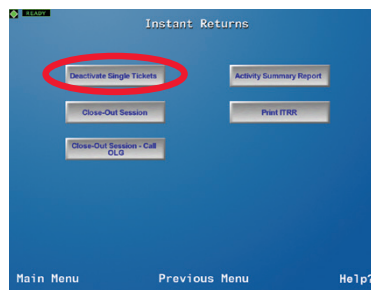 READY
Instant Returns
Deactivate Single Tickets
Activity Summary Report
Close-Out Session
Print ITRR
Close-Out Session - Call
OLG
Main Menu Previous Menu Help?